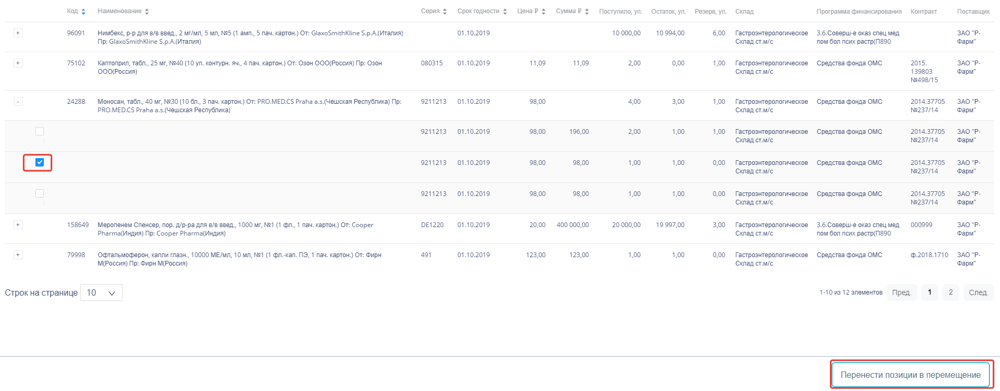 Код Наименование Серия Срок годности Цена ₽ Сумма ₽ Поступило, уп. Остаток, уп. Резерв, уп. Склад Программа финансирования Контракт Поставщик
+ 96091 Нимбекс, р-р для в/в введ., 2 мг/мл, 5 мл, №5 (1 амп., 5 пач. картон.) От: GlaxoSmithKline S.p.A.(Италия) 01.10.2019 10 000,00 10 994,00 6,00 Гастроэнтерологическое 3.6.Соверш-е оказ спец мед ЗАО "Р-
Пр: GlaxoSmithKline S.p.A.(Италия) Склад ст.м/с пом бол псих растр(П890 Фарм"
+ 75102 Каптоприл, табл., 25 мг, №40 (10 уп. контурн. яч., 4 пач. картон.) От: Озон ООО(Россия) Пр: Озон 080315 01.10.2019 11,09 11,09 2,00 0,00 1,00 Гастроэнтерологическое Средства фонда ОМС 2015. ЗАО "Р-
ООО(Россия) Склад ст.м/с 139803 Фарм"
№498/15
- 24288 Моносан, табл., 40 мг, №30 (10 бл., 3 пач. картон.) От: PRO.MED.CS Praha a.s.(Чешская Республика) Пр: 9211213 01.10.2019 98,00 4,00 3,00 1,00 Гастроэнтерологическое Средства фонда ОМС 2014.37705 ЗАО "Р-
PRO.MED.CS Praha a.s.(Чешская Республика) Склад ст.м/с №237/14 Фарм"
9211213 01.10.2019 98,00 196,00 2,00 1,00 1,00 Гастроэнтерологическое Средства фонда ОМС 2014.37705 ЗАО "Р-
Склад ст.м/с №237/14 Фарм"
9211213 01.10.2019 98,00 98,00 1,00 1,00 0,00 Гастроэнтерологическое Средства фонда ОМС 2014.37705 ЗАО "Р-
Склад ст.м/с №237/14 Фарм"
9211213 01.10.2019 98,00 98,00 1,00 1,00 0,00 Гастроэнтерологическое Средства фонда ОМС 2014.37705 ЗАО "Р-
Склад ст.м/с №237/14 Фарм"
+ 158649 Меропенем Спенсер, пор. д/р-ра для в/в введ., 1000 мг, №1 (1 фл., 1 пач. картон.) От: Cooper DE1220 01.10.2019 20,00 400 000,00 20 000,00 19 997,00 3,00 Гастроэнтерологическое 3.6.Соверш-е оказ спец мед 000999 ЗАО "Р-
Pharma(Индия) Пр: Cooper Pharma(Индия) Склад ст.м/с пом бол псих растр(П890 Фарм"
+ 79998 Офтальмоферон, капли глазн., 10000 МЕ/мл, 10 мл, №1 (1 фл.-кап. ПЭ, 1 пач. картон.) От: Фирн 491 01.10.2019 123,00 123,00 1,00 1,00 0,00 Гастроэнтерологическое Средства фонда ОМС ф.2018.1710 ЗАО "Р-
М(Россия) Пр: Фирн М(Россия) Склад ст.м/с Фарм"
Строк на странице 10 1-10 из 12 элементов Пред. 1 2 След.
Перенести позиции в перемещение